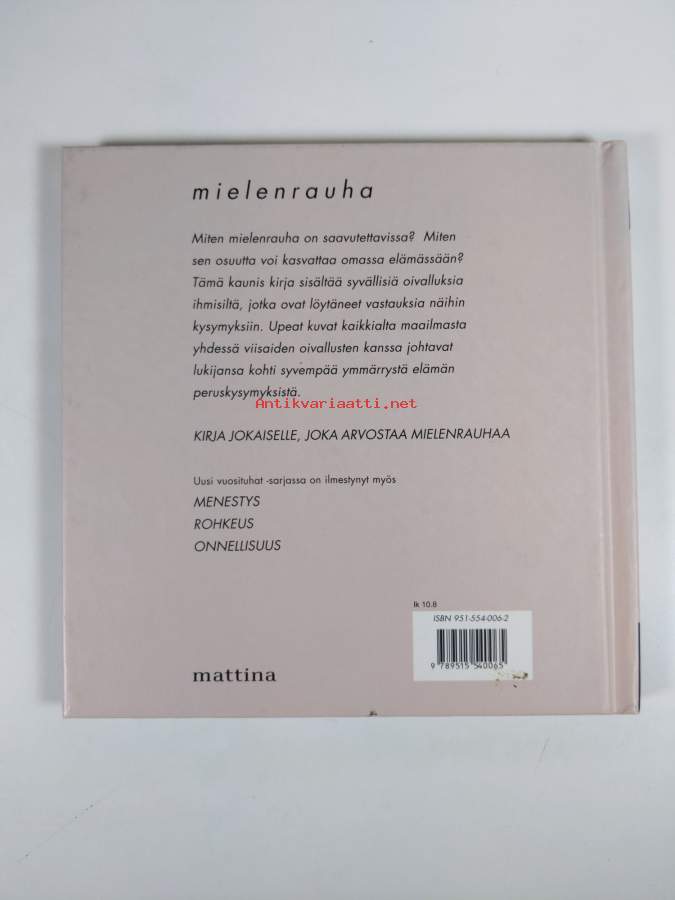 mielenrauha
Miten mielenrauha on saavutettavissa? Miten
sen osuutta voi kasvattaa omassa elämässään?
Tämä kaunis kirja sisältää syvällisiä oivalluksia
ihmisiltä, jotka ovat löytäneet vastauksia näihin
kysymyksiin. Upeat kuvat kaikkialta maailmasta
yhdessä viisaiden oivallusten kanssa johtavat
lukijansa kohti syvempää ymmärrystä elämän
peruskysymyksistä.
Antikvariaatti.net
KIRJA JOKAISELLE, JOKA ARVOSTAA MIELENRAUHAA
Uusi vuosituhat -sarjassa on ilmestynyt myös
MENESTYS
ROHKEUS
ONNELLISUUS
lk 10.8
ISBN 951-554-006-2
9 789515 540065
mattina